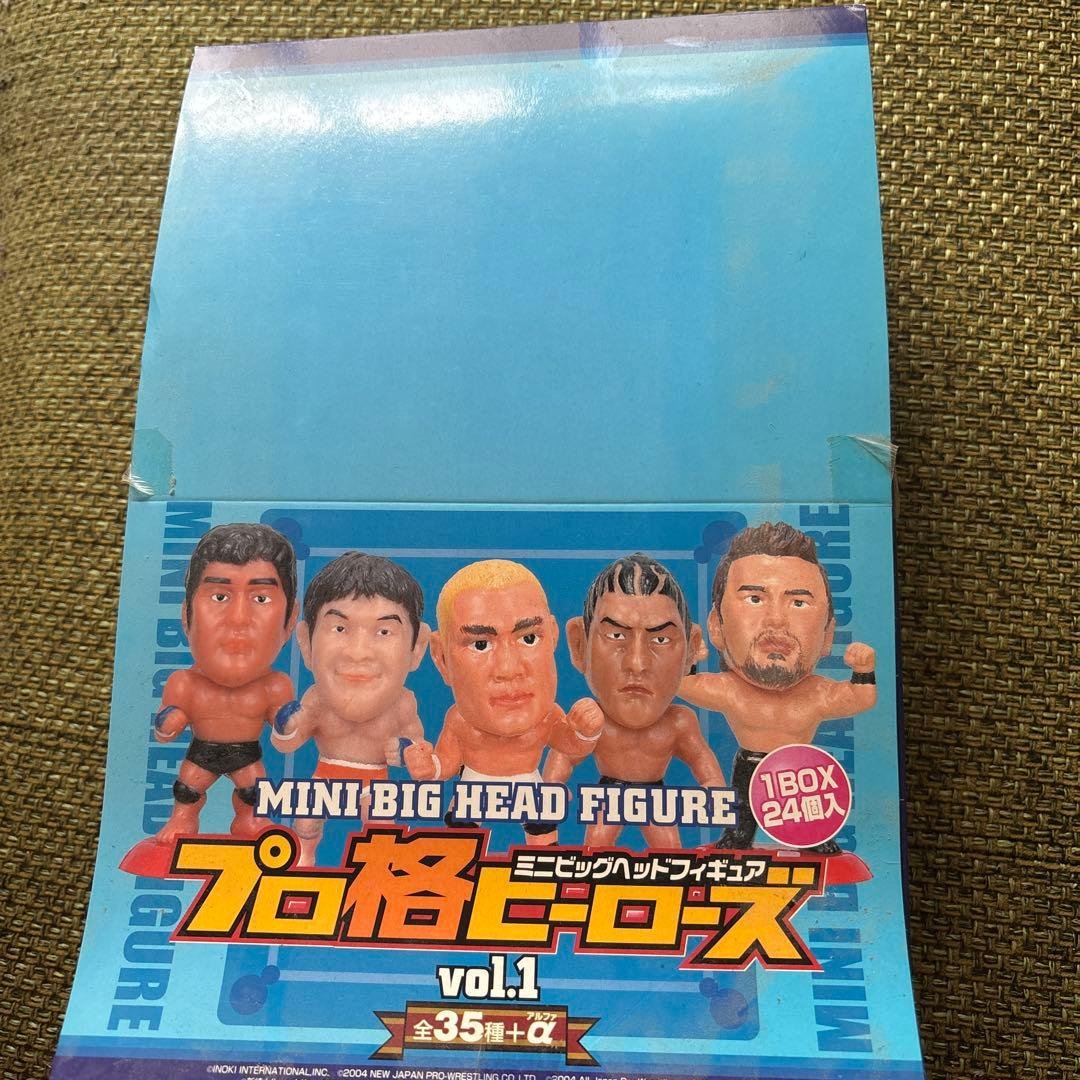 MINI BIG HEAD FIGURE
MINI BIG HEAD FIGURE
MINI BIG HEAD FIGURE
1BOX
24個入
ミニビッグヘッドフィギュア
プロ格ヒーローズ
vol.1
アルファ
全35種+α
©INOKI INTERNATIONAL,INC. ©2004 NEW JAPAN PRO-WRESTLING CO.,LTD. ©2004 All Japan Pro